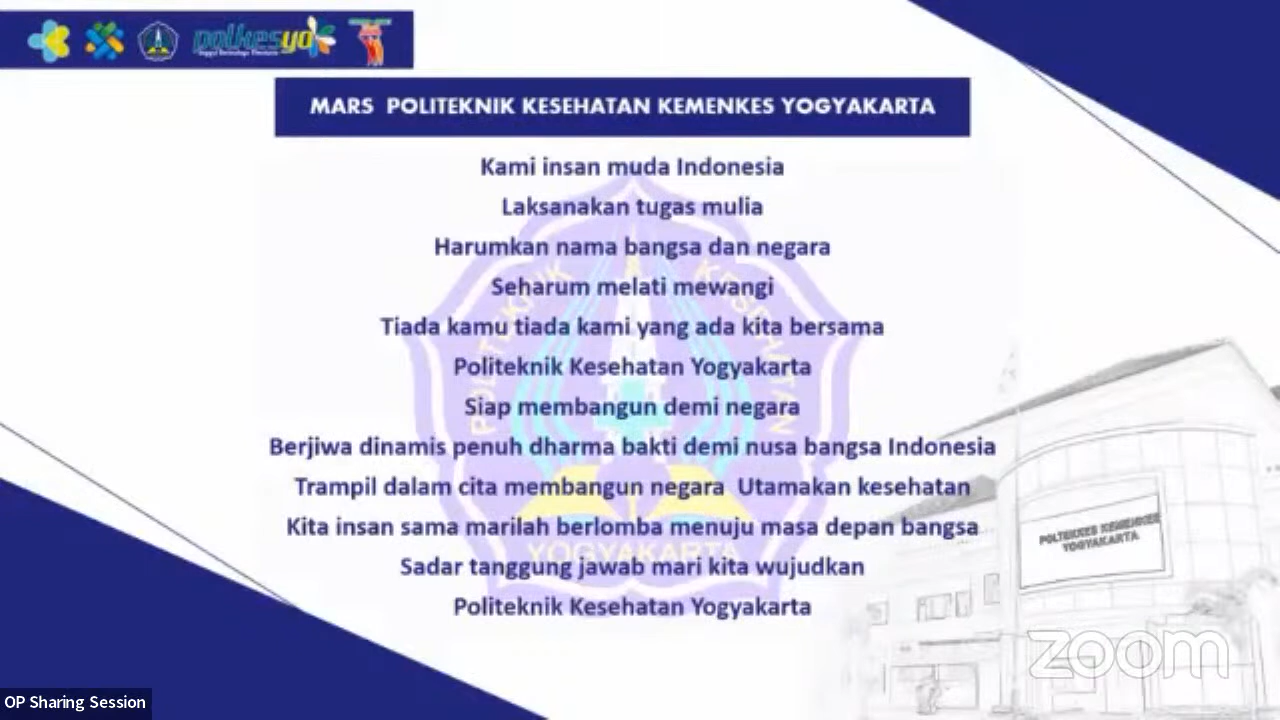 polkesyo
MARS POLITEKNIK KESEHATAN KEMENKES YOGYAKARTA
Kami insan muda Indonesia
Laksanakan tugas mulia
Harumkan nama bangsa dan negara
Seharum melati mewangi
Tiada kamu tiada kami yang ada kita bersama
Politeknik Kesehatan Yogyakarta
Siap membangun demi negara
Berjiwa dinamis penuh dharma bakti demi nusa bangsa Indonesia
Trampil dalam cita membangun negara Utamakan kesehatan
Kita insan sama marilah berlomba menuju masa depan bangsa
Sadar tanggung jawab mari kita wujudkan
Politeknik Kesehatan Yogyakarta
POLITEKNIK KESEHATAN
YOGYAKARTA
POLTEKKES KEMENKES
YOGYAKARTA
zoom
OP Sharing Session